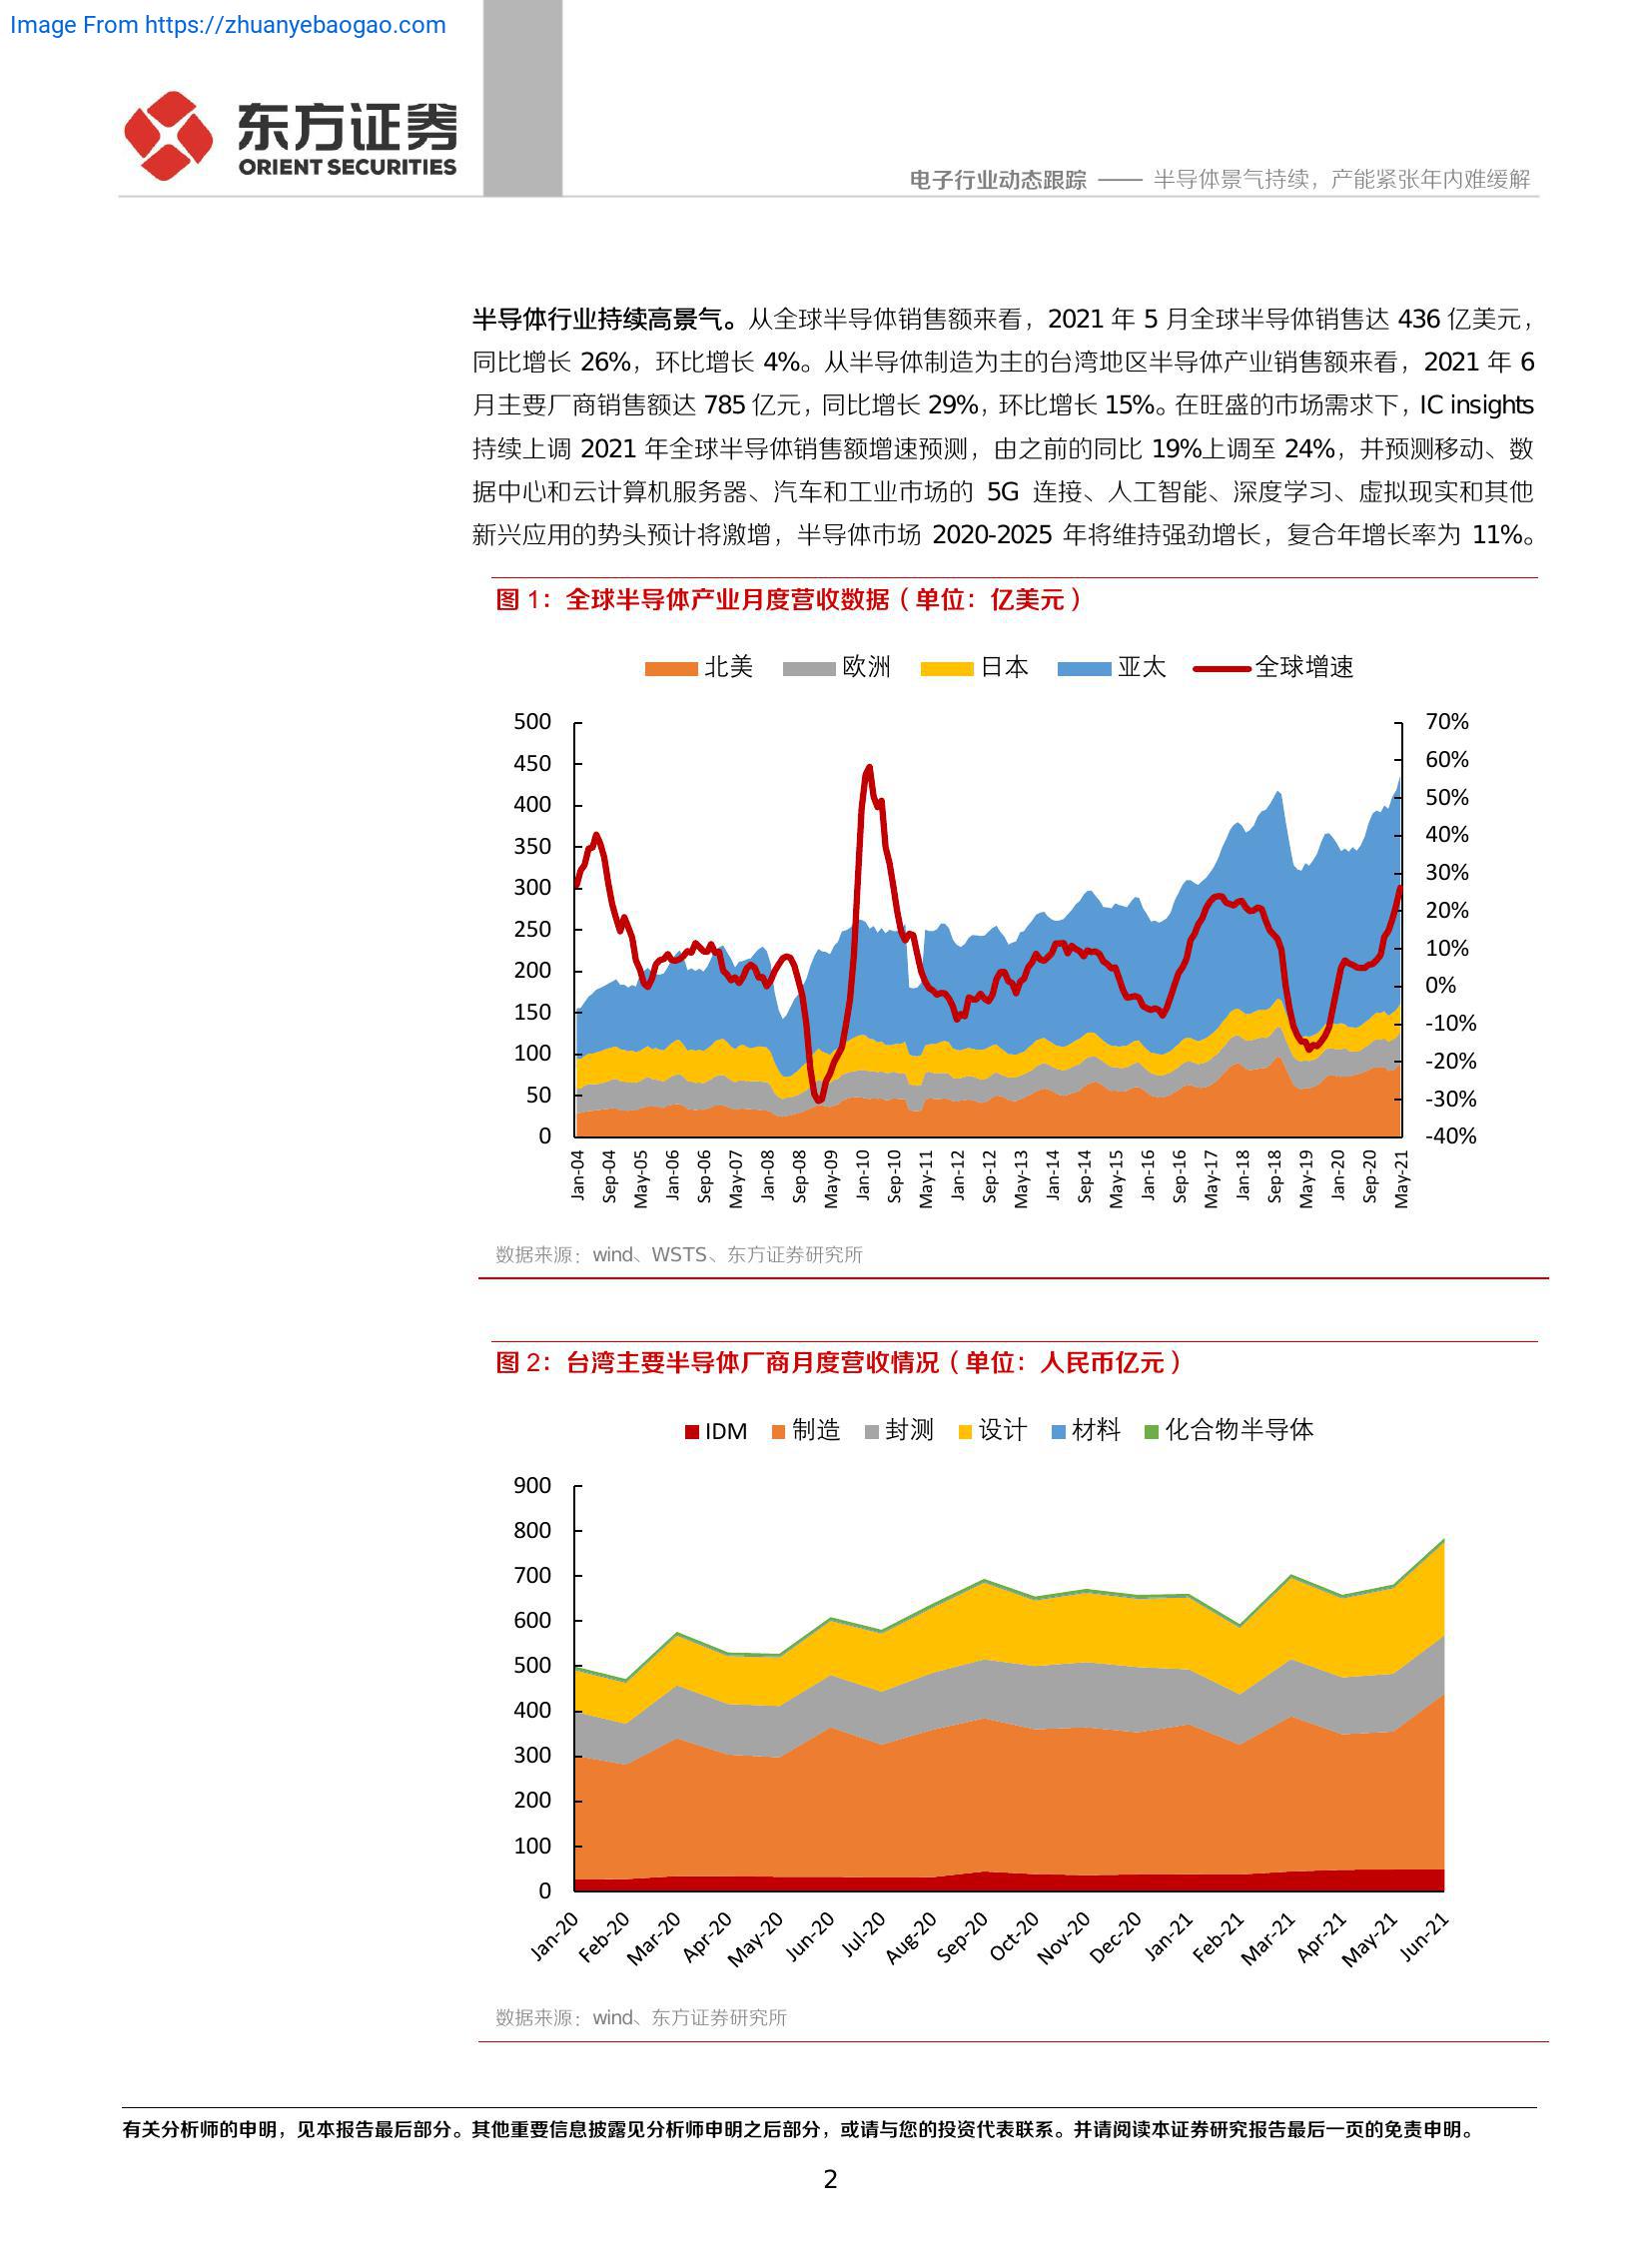 Image From https://zhuanyebaogao.com
东方证券
ORIENT SECURITIES
电子行业动态跟踪 —— 半导体景气持续，产能紧张年内难缓解
半导体行业持续高景气。从全球半导体销售额来看，2021 年 5 月全球半导体销售达 436 亿美元，
同比增长 26%，环比增长 4%。从半导体制造为主的台湾地区半导体产业销售额来看，2021 年 6
月主要厂商销售额达 785 亿元，同比增长 29%，环比增长 15%。在旺盛的市场需求下，IC insights
持续上调 2021 年全球半导体销售额增速预测，由之前的同比 19%上调至 24%，并预测移动、数
据中心和云计算机服务器、汽车和工业市场的 5G 连接、人工智能、深度学习、虚拟现实和其他
新兴应用的势头预计将激增，半导体市场 2020-2025 年将维持强劲增长，复合年增长率为 11%。
图 1：全球半导体产业月度营收数据（单位：亿美元）
北美 欧洲 日本 亚太 全球增速
500 70%
450 60%
400 50%
350 40%
300 30%
250 20%
200 10%
150 0%
100 -10%
50 -20%
0 -30%
-40%
Jan-04 Sep-04 May-05 Jan-06 Sep-06 May-07 Jan-08 Sep-08 May-09 Jan-10 Sep-10 May-11 Jan-12 Sep-12 May-13 Jan-14 Sep-14 May-15 Jan-16 Sep-16 May-17 Jan-18 Sep-18 May-19 Jan-20 Sep-20 May-21
数据来源：wind、WSTS、东方证券研究所
图 2：台湾主要半导体厂商月度营收情况（单位：人民币亿元）
IDM 制造 封测 设计 材料 化合物半导体
900
800
700
600
500
400
300
200
100
0
Jan-20 Feb-20 Mar-20 Apr-20 May-20 Jun-20 Jul-20 Aug-20 Sep-20 Oct-20 Nov-20 Dec-20 Jan-21 Feb-21 Mar-21 Apr-21 May-21 Jun-21
数据来源：wind、东方证券研究所
有关分析师的申明，见本报告最后部分。其他重要信息披露见分析师申明之后部分，或请与您的投资代表联系。并请阅读本证券研究报告最后一页的免责申明。
2